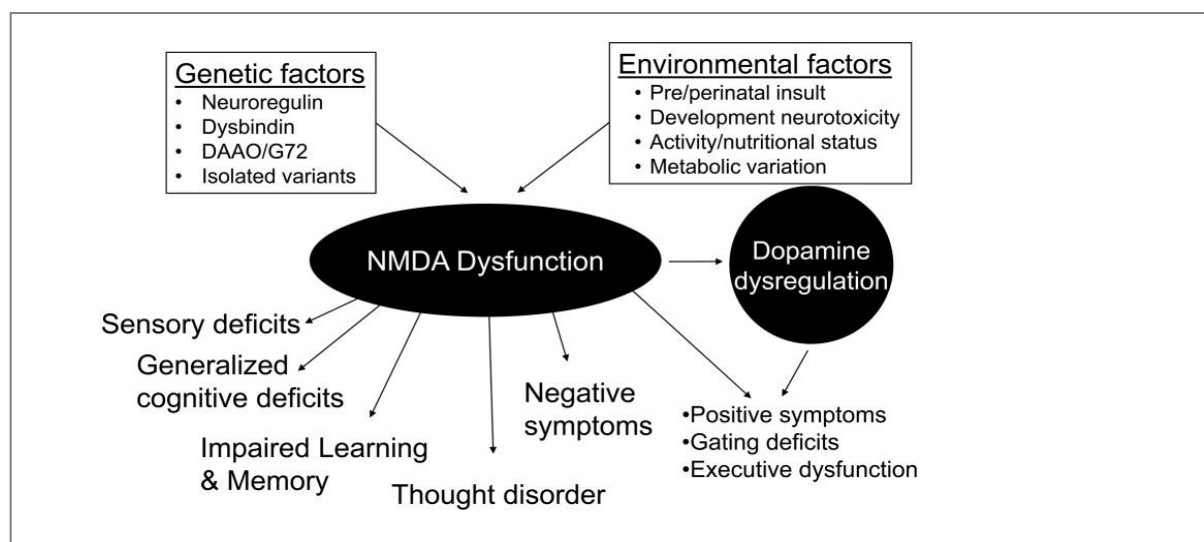 Genetic factors
• Neuroregulin
• Dysbindin
• DAAO/G72
• Isolated variants
Environmental factors
• Pre/perinatal insult
• Development neurotoxicity
• Activity/nutritional status
• Metabolic variation
NMDA Dysfunction
Dopamine
dysregulation
Sensory deficits
Generalized
cognitive deficits
Impaired Learning
& Memory
Thought disorder
Negative
symptoms
•Positive symptoms
•Gating deficits
•Executive dysfunction